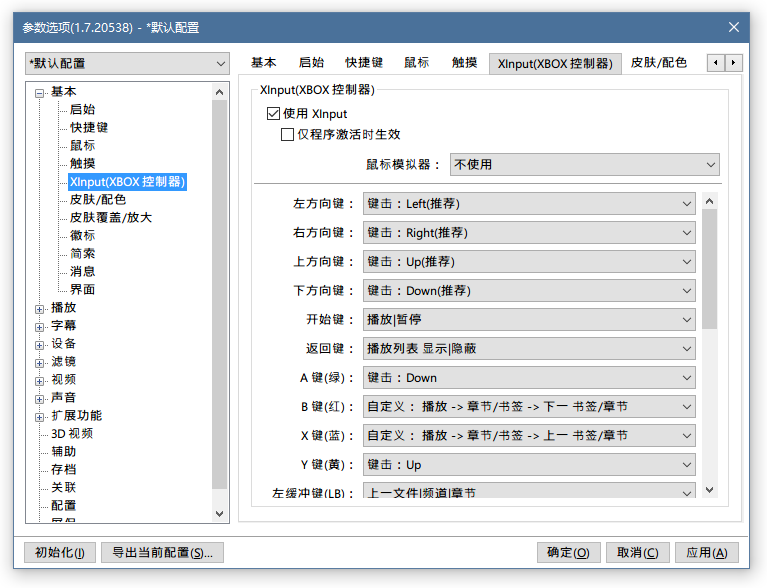 参数选项(1.7.20538) - *默认配置
*默认配置
基本
启始
快捷键
鼠标
触摸
XInput(XBOX 控制器)
皮肤/配色
皮肤覆盖/放大
徽标
简索
消息
界面
播放
字幕
设备
滤镜
视频
声音
扩展功能
3D 视频
辅助
存档
关联
配置
屏保
基本 启始 快捷键 鼠标 触摸 XInput(XBOX 控制器) 皮肤/配色
XInput(XBOX 控制器)
使用 XInput
仅程序激活时生效
鼠标模拟器： 不使用
左方向键： 键击：Left(推荐)
右方向键： 键击：Right(推荐)
上方向键： 键击：Up(推荐)
下方向键： 键击：Down(推荐)
开始键： 播放|暂停
返回键： 播放列表 显示|隐蔽
A 键(绿)： 键击：Down
B 键(红)： 自定义： 播放 -> 章节/书签 -> 下一 书签/章节
X 键(蓝)： 自定义： 播放 -> 章节/书签 -> 上一 书签/章节
Y 键(黄)： 键击：Up
左缓冲键(LB)： 上一文件|频道|章节
初始化(I) 导出当前配置(S)... 确定(O) 取消(C) 应用(A)